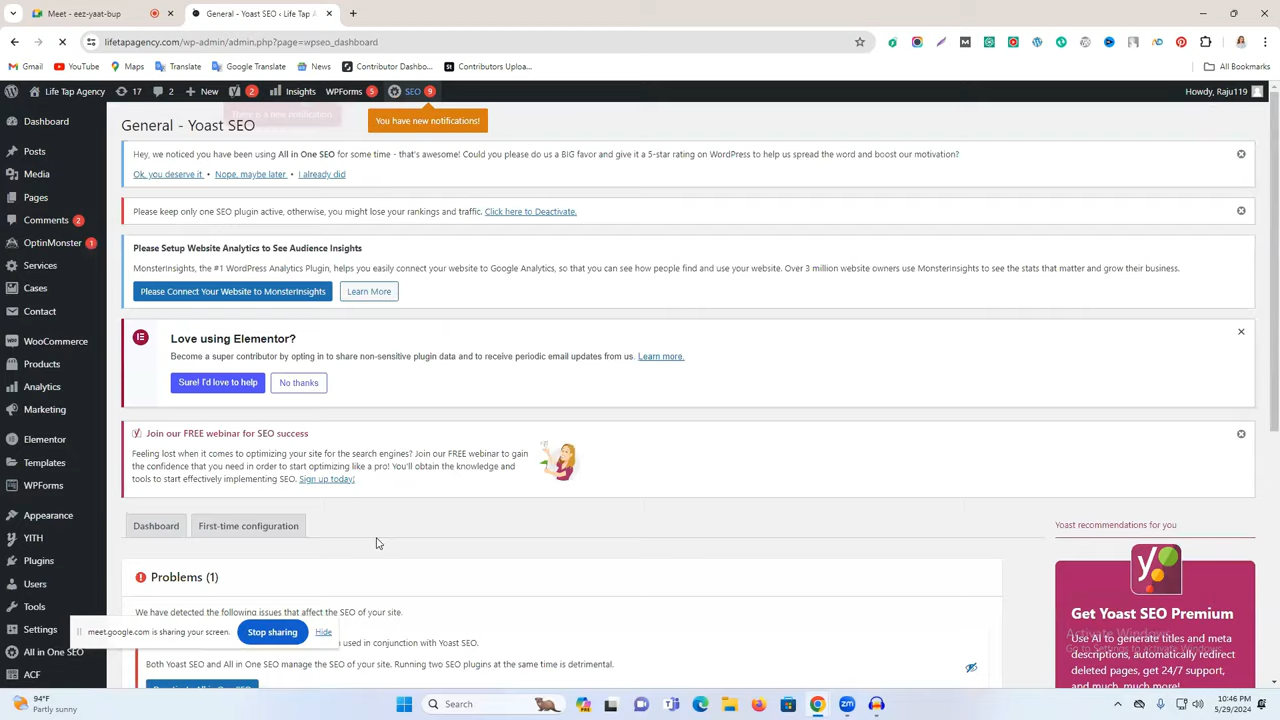 Meet - eez-yaat-bup
General - Yoast SEO ‹ Life Tap A
lifetapagency.com/wp-admin/admin.php?page=wpseo_dashboard
Gmail YouTube Maps Translate Google Translate News Contributor Dashbo... Contributors Uploa... All Bookmarks
Life Tap Agency 17 2 New 2 Insights WPForms 5 SEO 9 Howdy, Raju119
There is a new notification.
You have new notifications!
Dashboard
Posts
Media
Pages
Comments 2
OptinMonster 1
Services
Cases
Contact
WooCommerce
Products
Analytics
Marketing
Elementor
Templates
WPForms
Appearance
YITH
Plugins
Users
Tools
Settings
All in One SEO
ACF
General - Yoast SEO
Hey, we noticed you have been using All in One SEO for some time - that's awesome! Could you please do us a BIG favor and give it a 5-star rating on WordPress to help us spread the word and boost our motivation?
Ok, you deserve it • Nope, maybe later • I already did
Please keep only one SEO plugin active, otherwise, you might lose your rankings and traffic. Click here to Deactivate.
Please Setup Website Analytics to See Audience Insights
MonsterInsights, the #1 WordPress Analytics Plugin, helps you easily connect your website to Google Analytics, so that you can see how people find and use your website. Over 3 million website owners use MonsterInsights to see the stats that matter and grow their business.
Please Connect Your Website to MonsterInsights Learn More
Love using Elementor?
Become a super contributor by opting in to share non-sensitive plugin data and to receive periodic email updates from us. Learn more.
Sure! I'd love to help No thanks
Join our FREE webinar for SEO success
Feeling lost when it comes to optimizing your site for the search engines? Join our FREE webinar to gain
the confidence that you need in order to start optimizing like a pro! You'll obtain the knowledge and
tools to start effectively implementing SEO. Sign up today!
Dashboard First-time configuration
Problems (1)
We have detected the following issues that affect the SEO of your site.
used in conjunction with Yoast SEO.
Both Yoast SEO and All in One SEO manage the SEO of your site. Running two SEO plugins at the same time is detrimental.
Yoast recommendations for you
Get Yoast SEO Premium
Use AI to generate titles and meta
descriptions, automatically redirect
deleted pages, get 24/7 support,
and much, much more!
Activate Windows
Go to Settings to activate Windows.
meet.google.com is sharing your screen. Stop sharing Hide
94°F
Partly sunny
Search
10:46 PM
5/29/2024